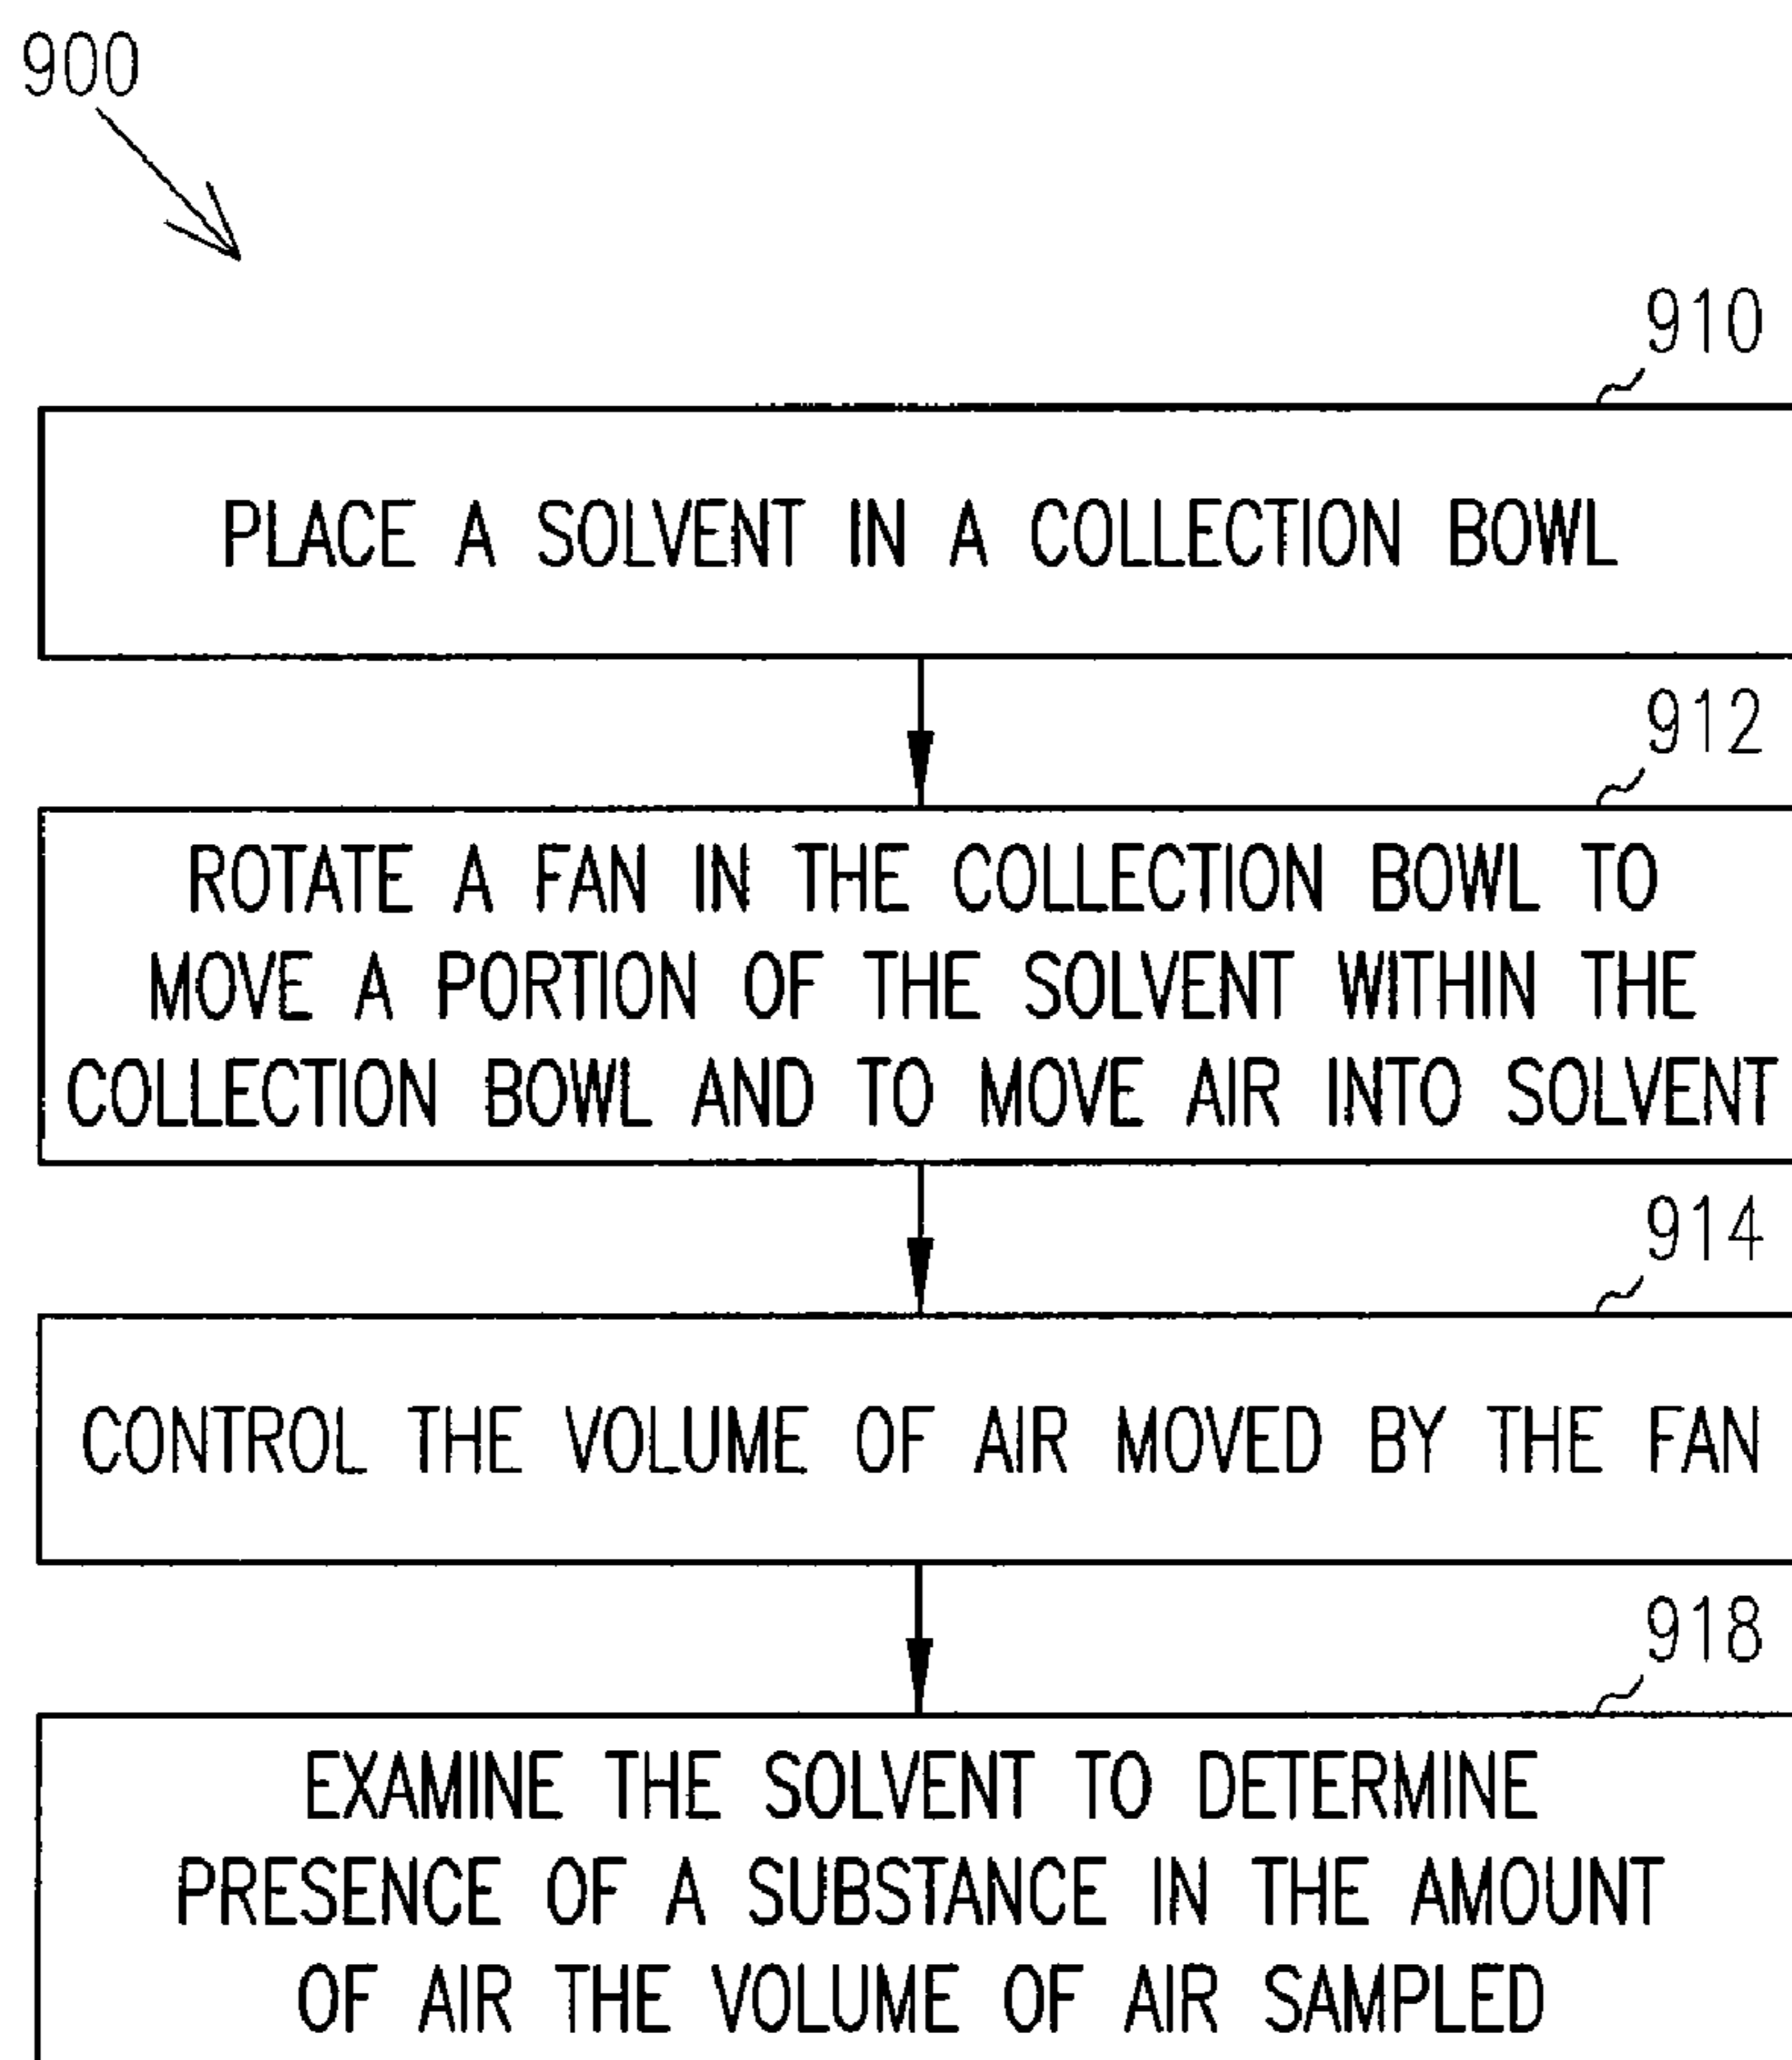 900
910
PLACE A SOLVENT IN A COLLECTION BOWL
912
ROTATE A FAN IN THE COLLECTION BOWL TO
MOVE A PORTION OF THE SOLVENT WITHIN THE
COLLECTION BOWL AND TO MOVE AIR INTO SOLVENT
914
CONTROL THE VOLUME OF AIR MOVED BY THE FAN
918
EXAMINE THE SOLVENT TO DETERMINE
PRESENCE OF A SUBSTANCE IN THE AMOUNT
OF AIR THE VOLUME OF AIR SAMPLED